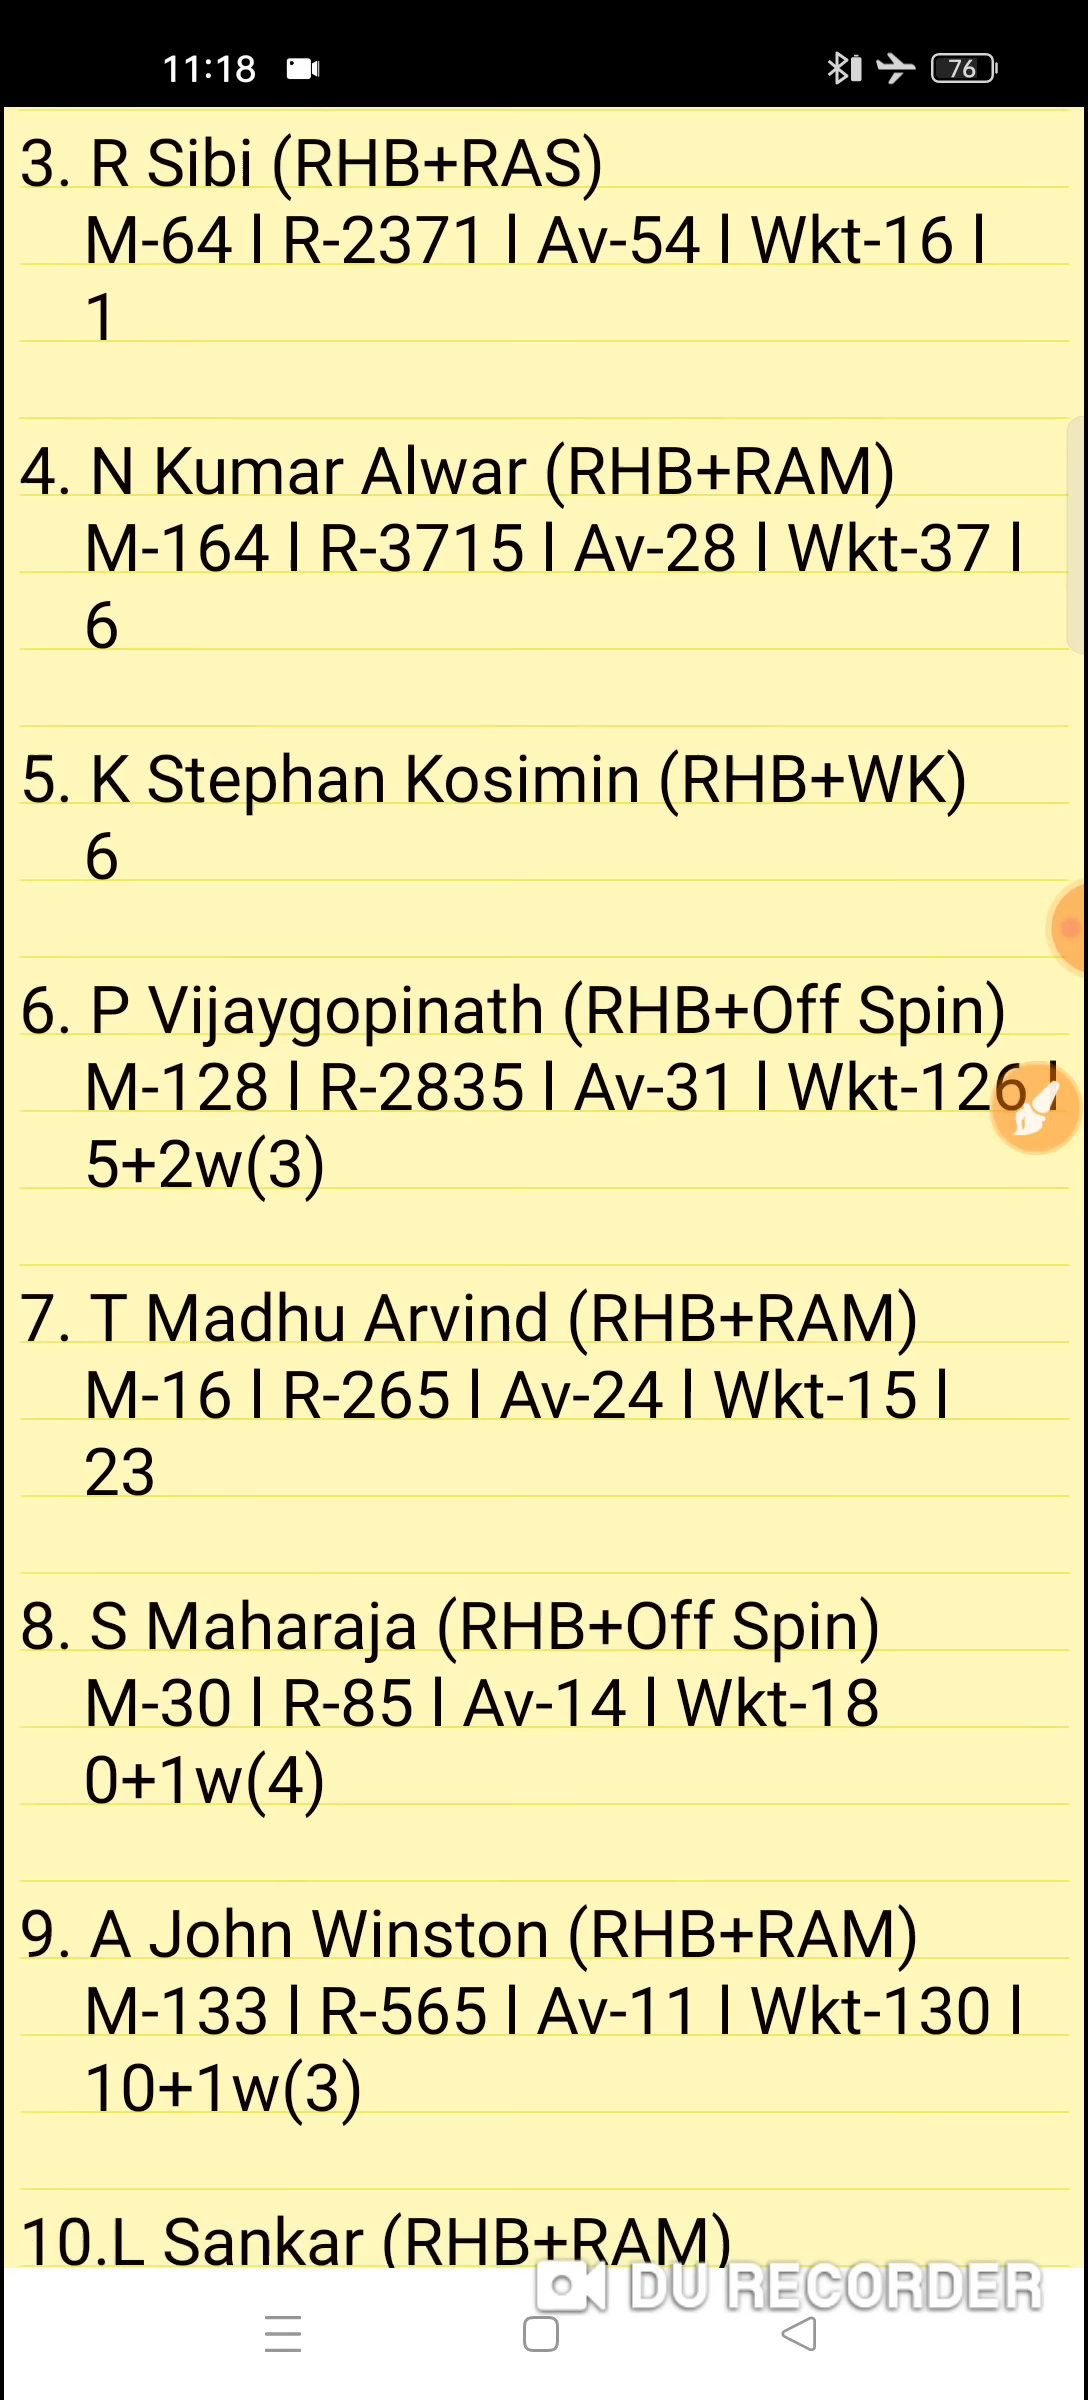 11:18
76
3. R Sibi (RHB+RAS)
M-64 l R-2371 l Av-54 l Wkt-16 l
1
4. N Kumar Alwar (RHB+RAM)
M-164 l R-3715 l Av-28 l Wkt-37 l
6
5. K Stephan Kosimin (RHB+WK)
6
6. P Vijaygopinath (RHB+Off Spin)
M-128 l R-2835 l Av-31 l Wkt-126 l
5+2w(3)
7. T Madhu Arvind (RHB+RAM)
M-16 l R-265 l Av-24 l Wkt-15 l
23
8. S Maharaja (RHB+Off Spin)
M-30 l R-85 l Av-14 l Wkt-18
0+1w(4)
9. A John Winston (RHB+RAM)
M-133 l R-565 l Av-11 l Wkt-130 l
10+1w(3)
10.L Sankar (RHB+RAM)
DU RECORDER